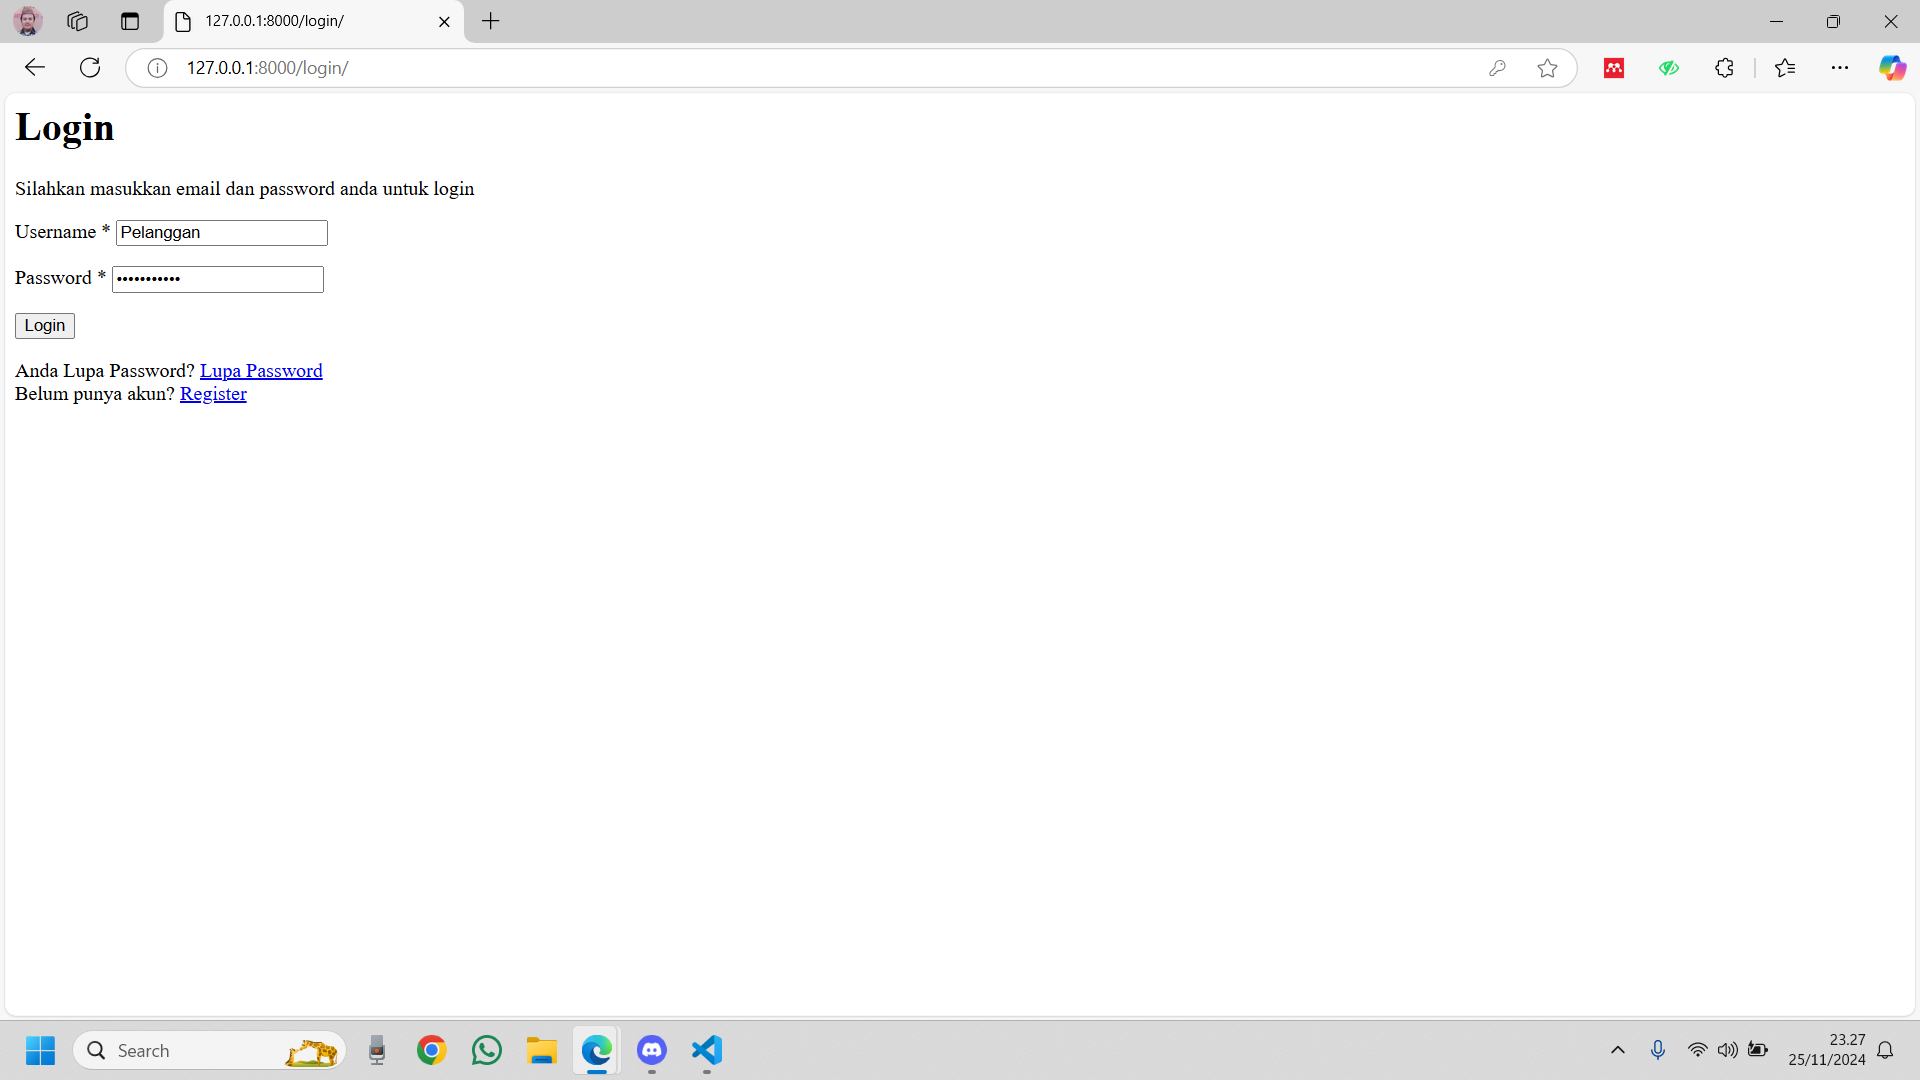 127.0.0.1:8000/login/
127.0.0.1:8000/login/
Login
Silahkan masukkan email dan password anda untuk login
Username * Pelanggan
Password * •••••••••••
Login
Anda Lupa Password? Lupa Password
Belum punya akun? Register
Search
23.27
25/11/2024